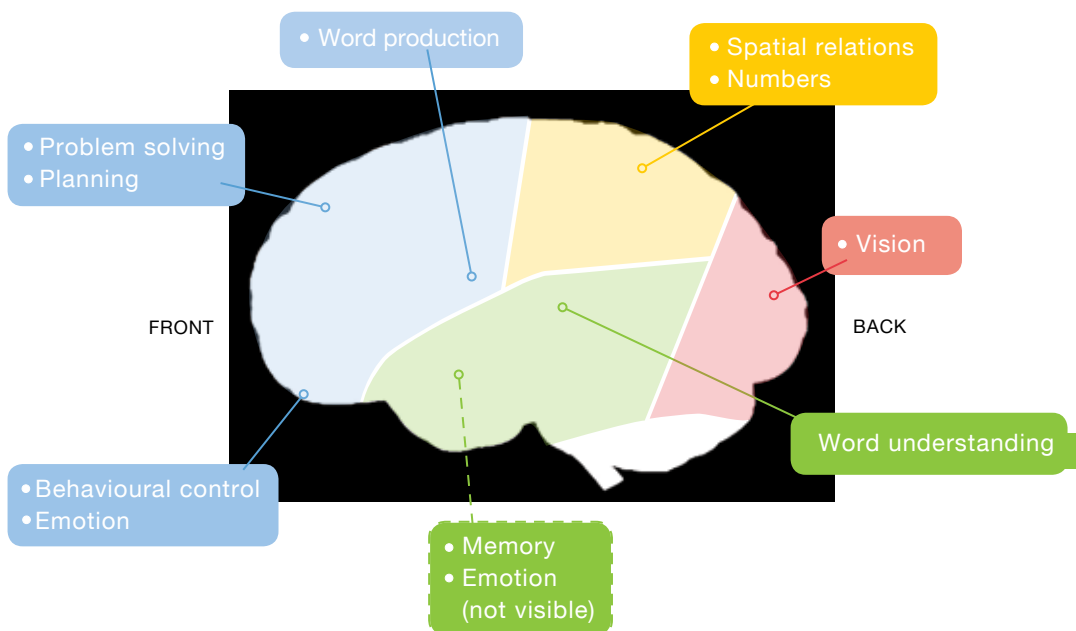 • Word production
• Spatial relations
• Numbers
• Problem solving
• Planning
• Vision
FRONT
BACK
Word understanding
• Behavioural control
• Emotion
• Memory
• Emotion
(not visible)